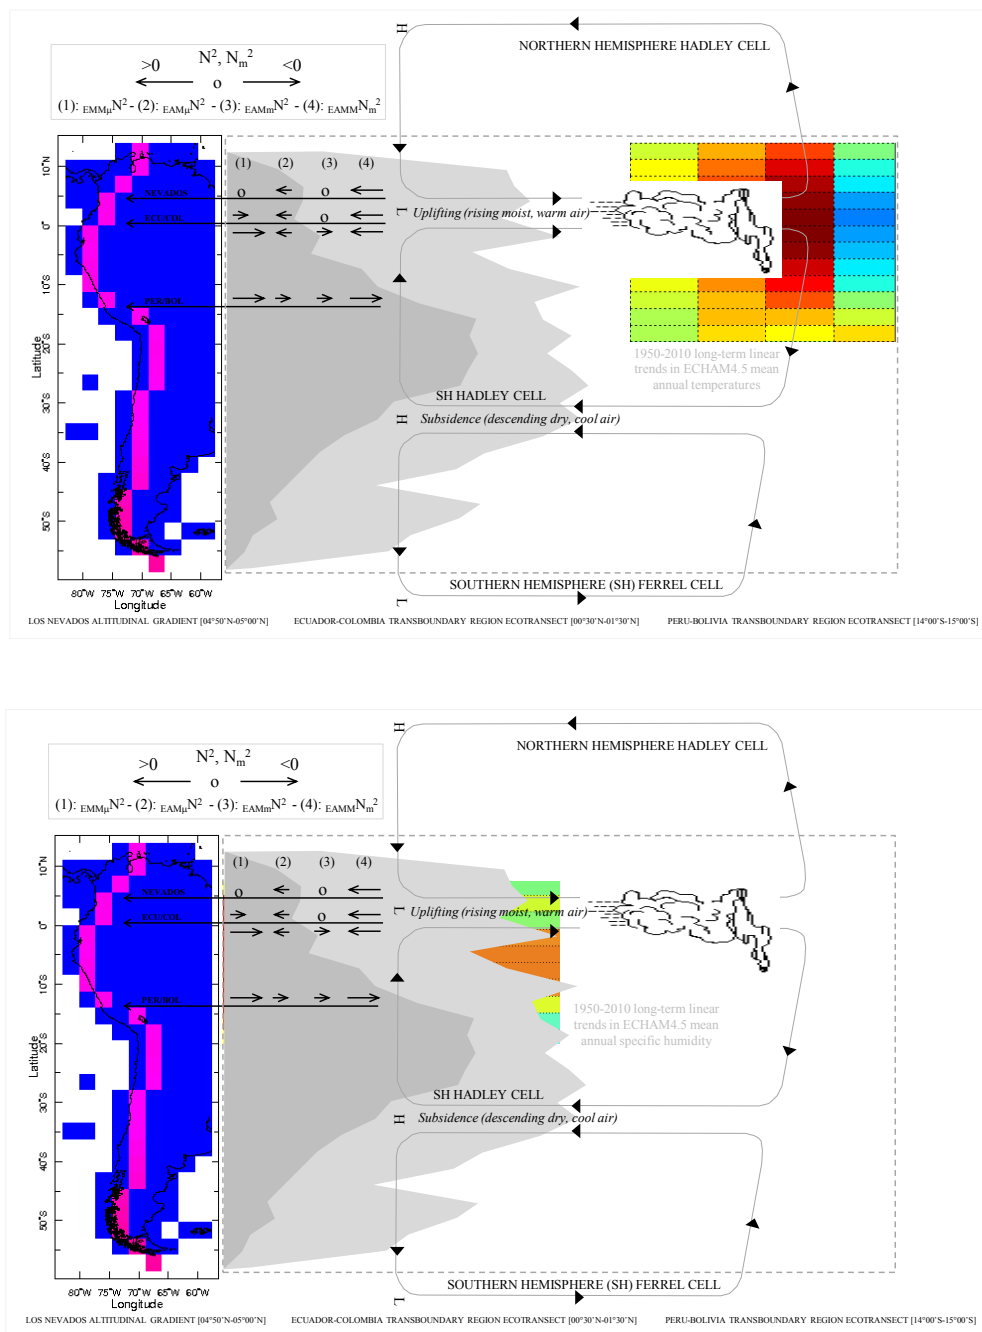 H
NORTHERN HEMISPHERE HADLEY CELL
N², Nm²
>0
<0
o
(1): EMMμN² - (2): EAMμN² - (3): EAMmN² - (4): EAMMNm²
(1) (2) (3) (4)
10°N
NEVADOS
o
o
L
Uplifting (rising moist, warm air)
ECU/COL
o
0°
10°S
PER/BOL
20°S
Latitude
1950-2010 long-term linear
trends in ECHAM4.5 mean
annual temperatures
30°S
SH HADLEY CELL
H
Subsidence (descending dry, cool air)
40°S
50°S
SOUTHERN HEMISPHERE (SH) FERREL CELL
L
80°W 75°W 70°W 65°W 60°W
Longitude
LOS NEVADOS ALTITUDINAL GRADIENT [04°50'N-05°00'N] ECUADOR-COLOMBIA TRANSBOUNDARY REGION ECOTRANSECT [00°30'N-01°30'N] PERU-BOLIVIA TRANSBOUNDARY REGION ECOTRANSECT [14°00'S-15°00'S]
H
NORTHERN HEMISPHERE HADLEY CELL
N², Nm²
>0
<0
o
(1): EMMμN² - (2): EAMμN² - (3): EAMmN² - (4): EAMMNm²
(1) (2) (3) (4)
10°N
NEVADOS
o
o
L
Uplifting (rising moist, warm air)
ECU/COL
o
0°
10°S
PER/BOL
20°S
Latitude
1950-2010 long-term linear
trends in ECHAM4.5 mean
annual specific humidity
30°S
SH HADLEY CELL
H
Subsidence (descending dry, cool air)
40°S
50°S
SOUTHERN HEMISPHERE (SH) FERREL CELL
L
80°W 75°W 70°W 65°W 60°W
Longitude
LOS NEVADOS ALTITUDINAL GRADIENT [04°50'N-05°00'N] ECUADOR-COLOMBIA TRANSBOUNDARY REGION ECOTRANSECT [00°30'N-01°30'N] PERU-BOLIVIA TRANSBOUNDARY REGION ECOTRANSECT [14°00'S-15°00'S]